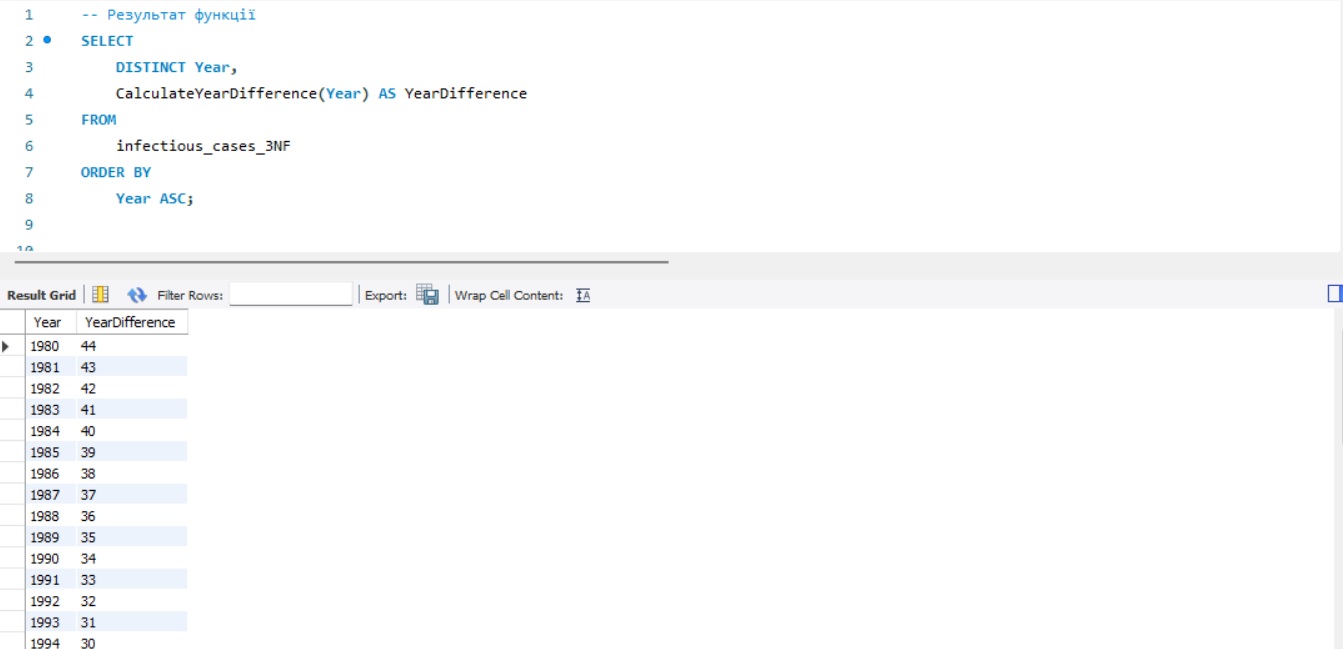 1 -- Результат функції
2 SELECT
3 DISTINCT Year,
4 CalculateYearDifference(Year) AS YearDifference
5 FROM
6 infectious_cases_3NF
7 ORDER BY
8 Year ASC;
9
10
Result Grid Filter Rows: Export: Wrap Cell Content: IA
Year YearDifference
1980 44
1981 43
1982 42
1983 41
1984 40
1985 39
1986 38
1987 37
1988 36
1989 35
1990 34
1991 33
1992 32
1993 31
1994 30